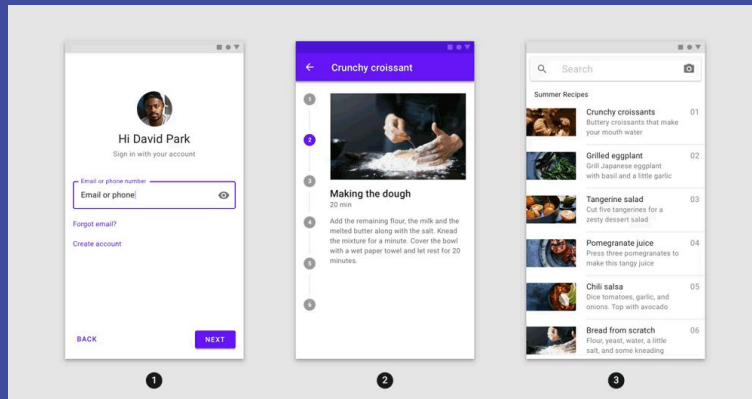 Hi David Park
Sign in with your account
Email or phone number
Email or phone
Forgot email?
Create account
BACK
NEXT
1
Crunchy croissant
1
2
3
4
5
6
Making the dough
20 min
Add the remaining flour, the milk and the
melted butter along with the salt. Knead
the mixture for a minute. Cover the bowl
with a wet paper towel and let rest for 20
minutes.
2
Search
Summer Recipes
Crunchy croissants 01
Buttery croissants that make
your mouth water
Grilled eggplant 02
Grill Japanese eggplant
with basil and a little garlic
Tangerine salad 03
Cut five tangerines for a
zesty dessert salad
Pomegranate juice 04
Press three pomegranates to
make this tangy juice
Chili salsa 05
Dice tomatoes, garlic, and
onions. Top with avocado
Bread from scratch 06
Flour, yeast, water, a little
salt, and some kneading
3